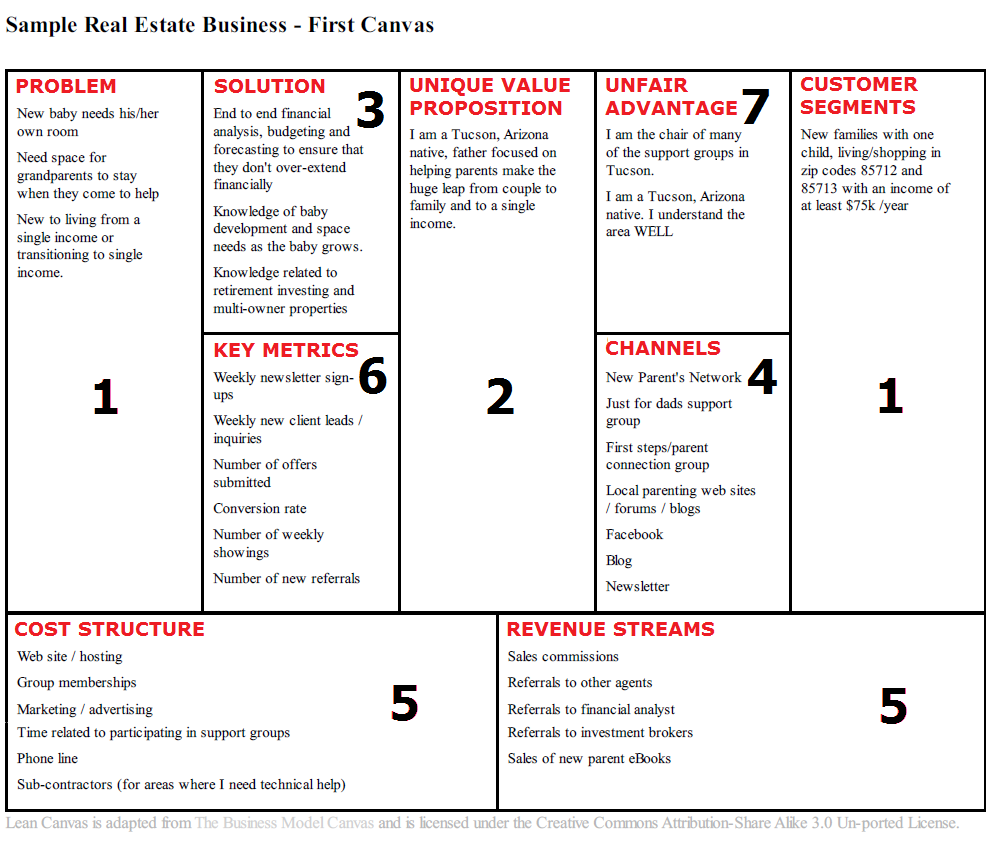 Sample Real Estate Business - First Canvas
PROBLEM
New baby needs his/her
own room
Need space for
grandparents to stay
when they come to help
New to living from a
single income or
transitioning to single
income.
1
SOLUTION
3
End to end financial
analysis, budgeting and
forecasting to ensure that
they don't over-extend
financially
Knowledge of baby
development and space
needs as the baby grows.
Knowledge related to
retirement investing and
multi-owner properties
KEY METRICS
6
Weekly newsletter sign-
ups
Weekly new client leads /
inquiries
Number of offers
submitted
Conversion rate
Number of weekly
showings
Number of new referrals
UNIQUE VALUE
PROPOSITION
I am a Tucson, Arizona
native, father focused on
helping parents make the
huge leap from couple to
family and to a single
income.
2
UNFAIR
ADVANTAGE
7
I am the chair of many
of the support groups in
Tucson.
I am a Tucson, Arizona
native. I understand the
area WELL
CHANNELS
4
New Parent's Network
Just for dads support
group
First steps/parent
connection group
Local parenting web sites
/ forums / blogs
Facebook
Blog
Newsletter
CUSTOMER
SEGMENTS
New families with one
child, living/shopping in
zip codes 85712 and
85713 with an income of
at least $75k /year
1
COST STRUCTURE
Web site / hosting
Group memberships
Marketing / advertising
Time related to participating in support groups
Phone line
Sub-contractors (for areas where I need technical help)
5
REVENUE STREAMS
Sales commissions
Referrals to other agents
Referrals to financial analyst
Referrals to investment brokers
Sales of new parent eBooks
5
Lean Canvas is adapted from The Business Model Canvas and is licensed under the Creative Commons Attribution-Share Alike 3.0 Un-ported License.